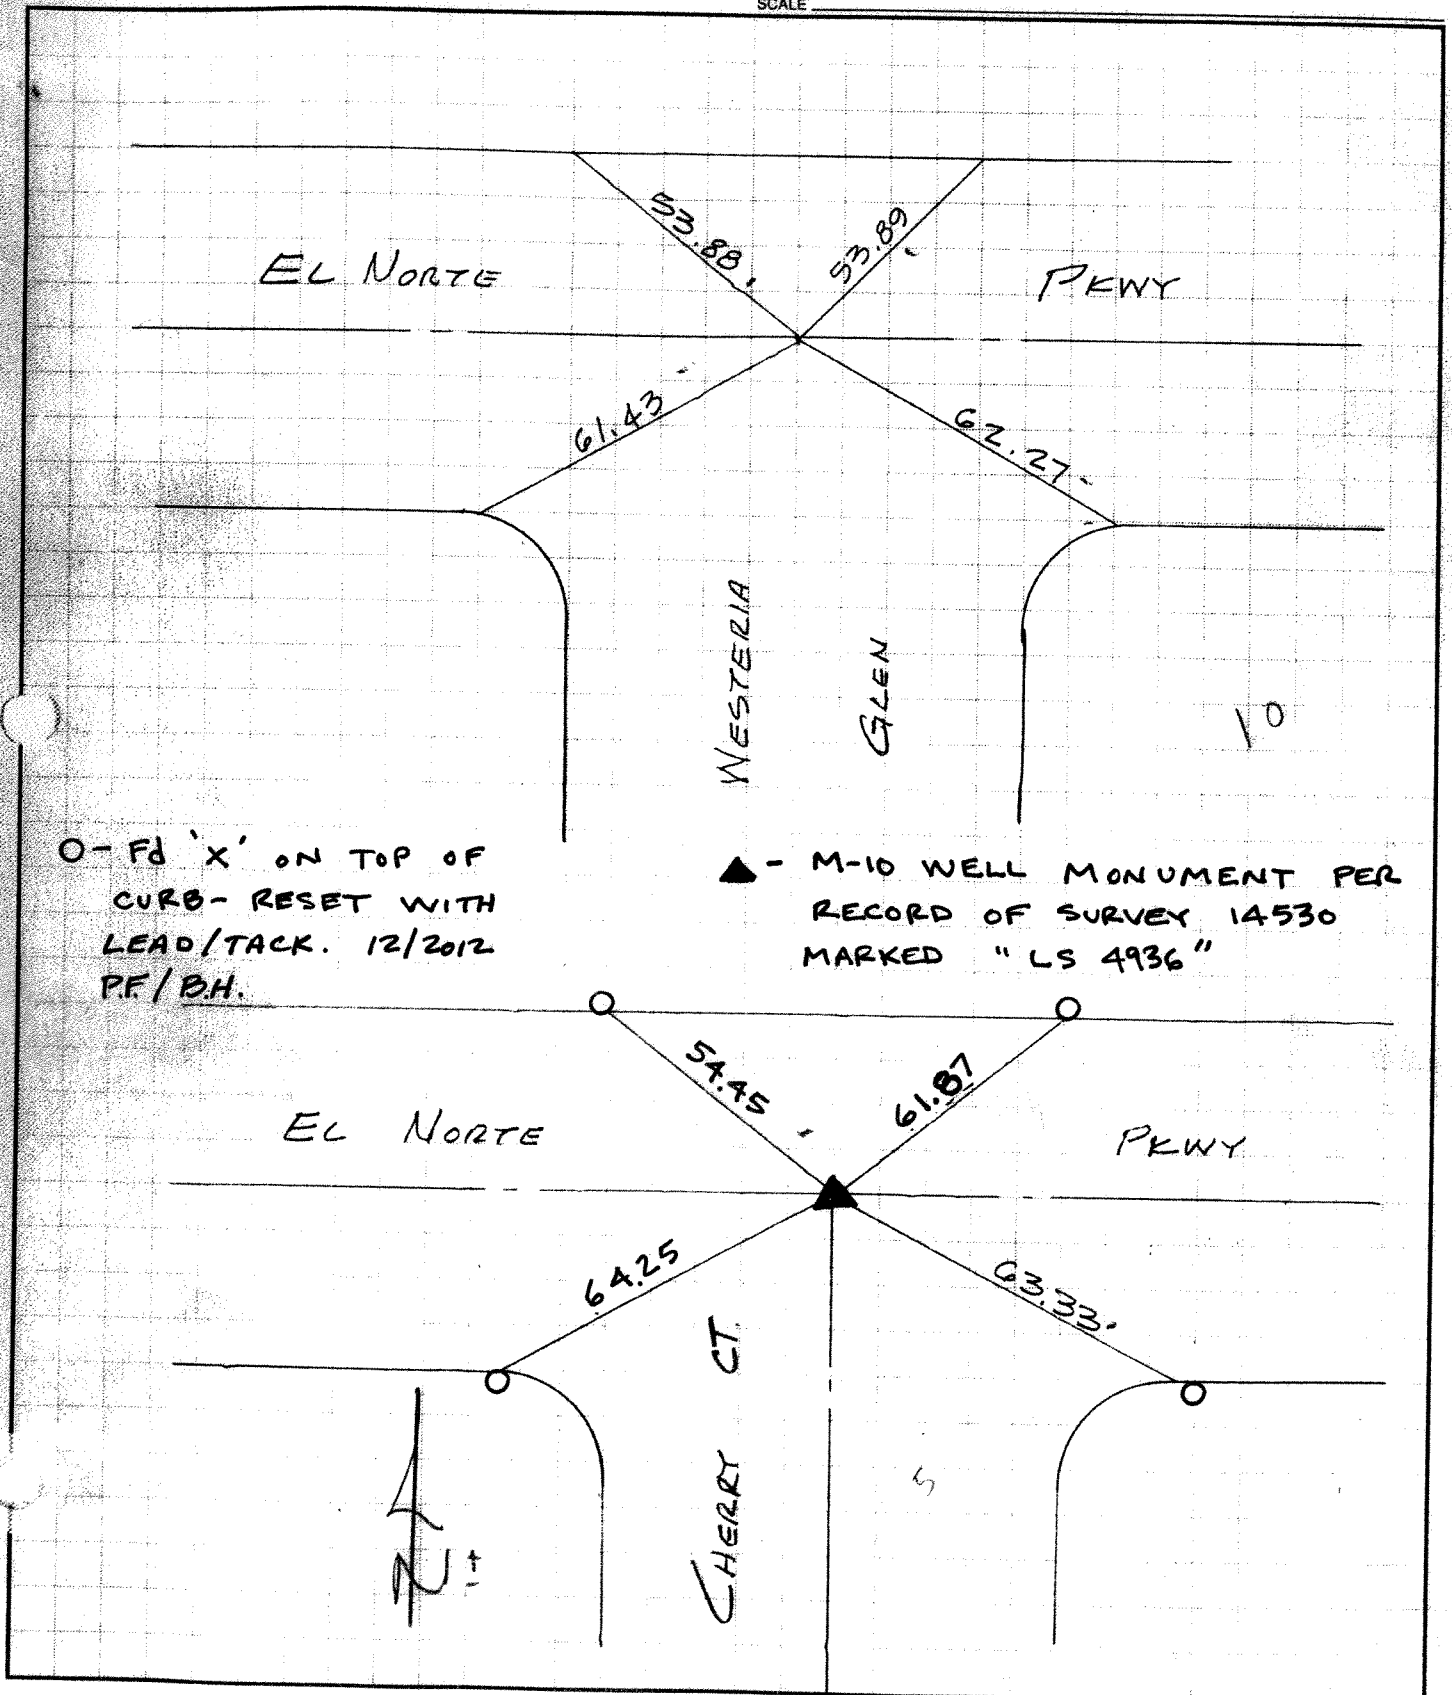 SCALE
53.88
53.89
EL NORTE
PKWY
61.43
62.27
WESTERIA
GLEN
10
O- Fd 'X' ON TOP OF
CURB- RESET WITH
LEAD/TACK. 12/2012
P.F./B.H.
▲ - M-10 WELL MONUMENT PER
RECORD OF SURVEY 14530
MARKED "LS 4936"
54.45
61.87
EL NORTE
PKWY
64.25
63.33
CHERRY CT.
5
N ±